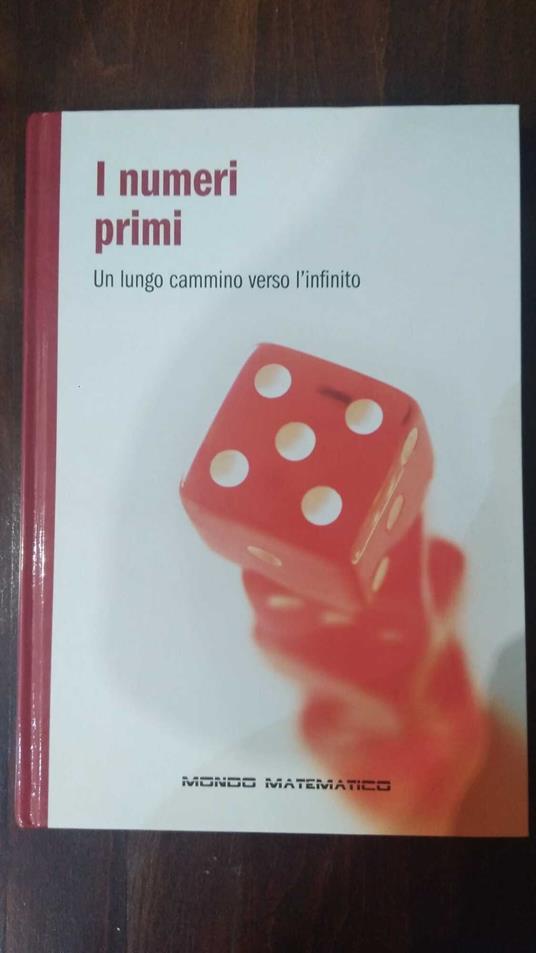 I numeri
primi
Un lungo cammino verso l'infinito
MONDO MATEMATICO